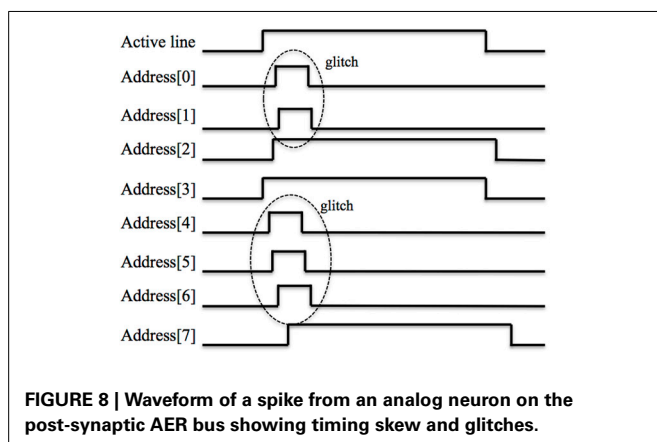 Active line
glitch
Address[0]
Address[1]
Address[2]
Address[3]
glitch
Address[4]
Address[5]
Address[6]
Address[7]
FIGURE 8 | Waveform of a spike from an analog neuron on the
post-synaptic AER bus showing timing skew and glitches.